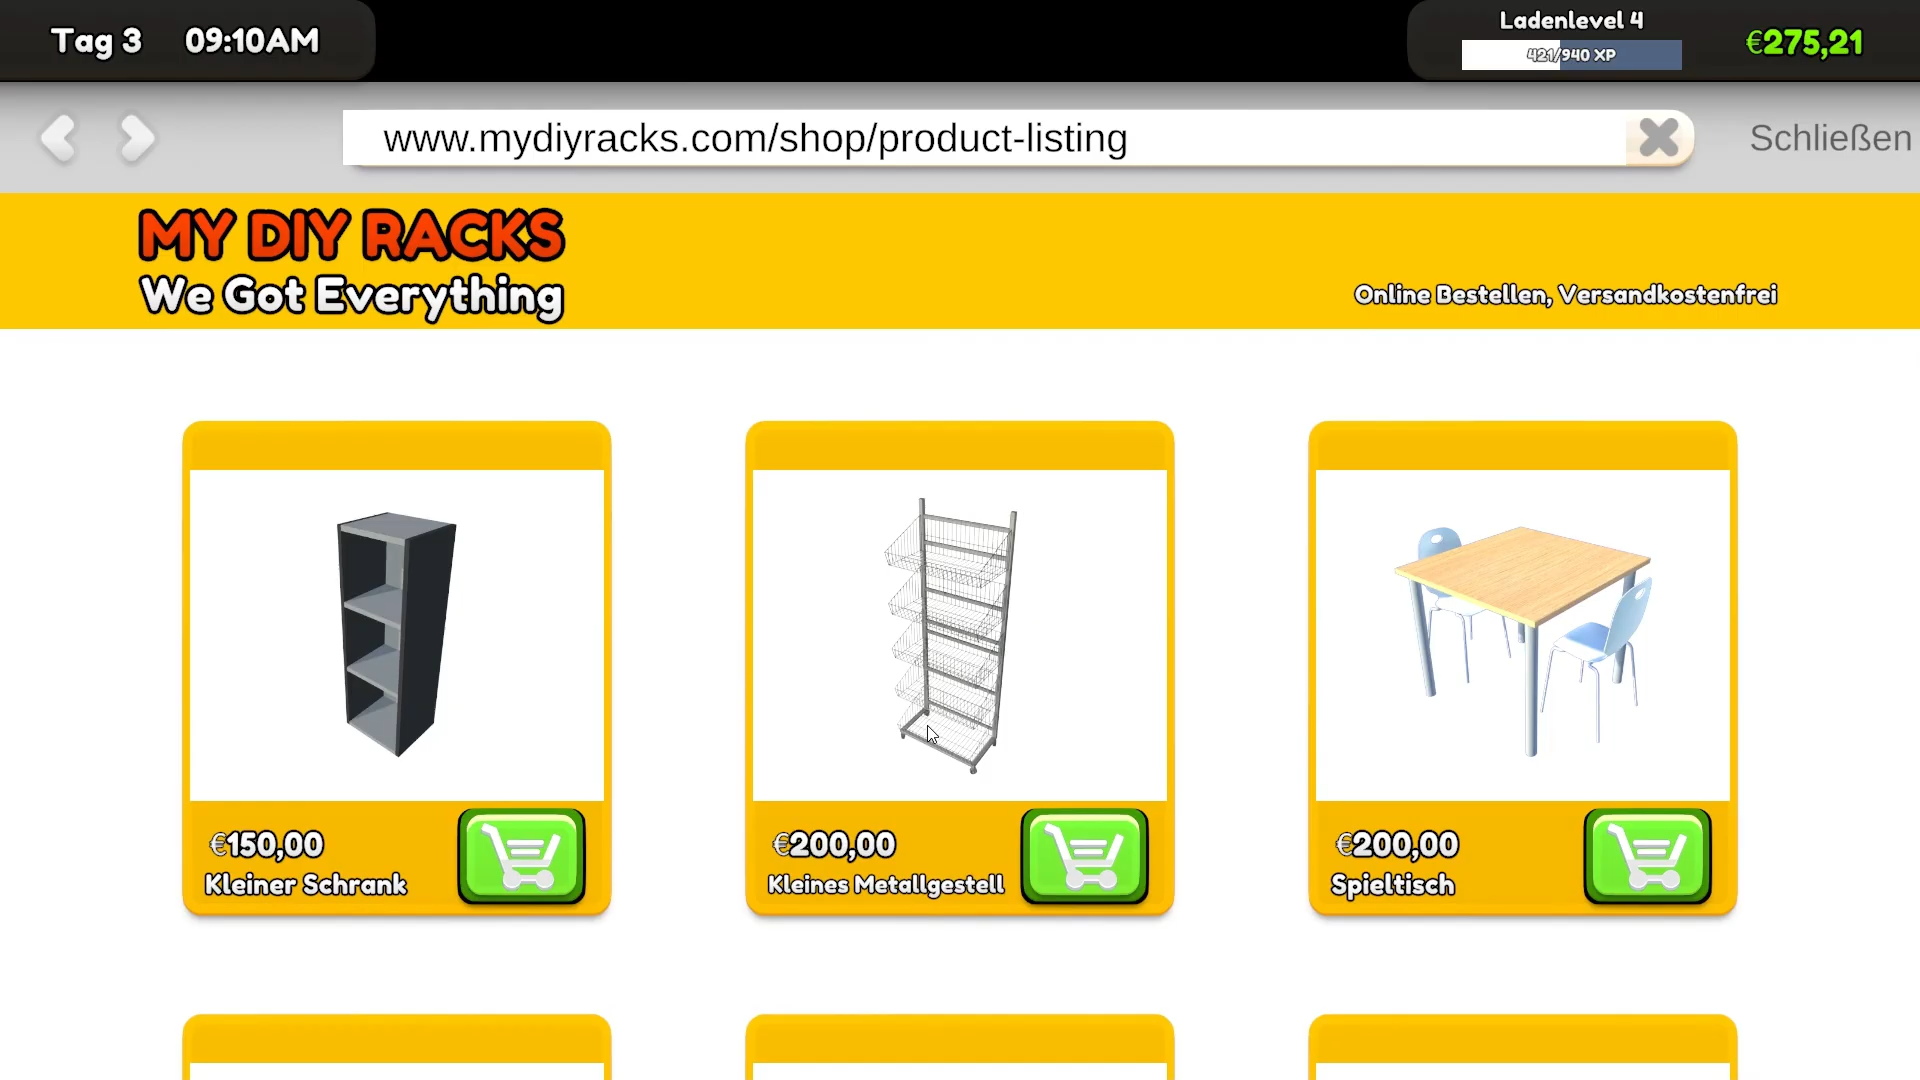 Tag 3 09:10AM
Ladenlevel 4
421/940 XP
€275,21
www.mydiyracks.com/shop/product-listing
Schließen
MY DIY RACKS
We Got Everything
Online Bestellen, Versandkostenfrei
€150,00
Kleiner Schrank
€200,00
Kleines Metallgestell
€200,00
Spieltisch